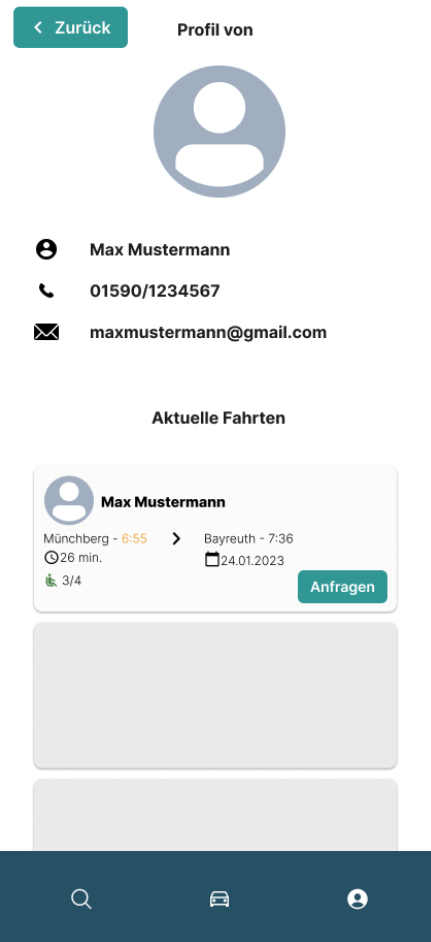 Zurück
Profil von
Max Mustermann
01590/1234567
maxmustermann@gmail.com
Aktuelle Fahrten
Max Mustermann
Münchberg - 6:55 Bayreuth - 7:36
26 min. 24.01.2023
3/4
Anfragen